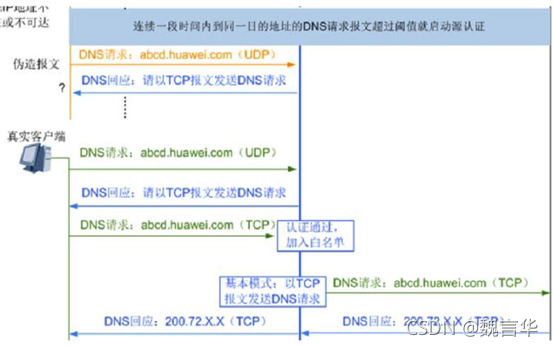 IP地址不
在或不可达
连续一段时间内到同一目的地址的DNS请求报文超过阈值就启动源认证
伪造报文
DNS请求：abcd.huawei.com（UDP）
?
DNS回应：请以TCP报文发送DNS请求
真实客户端
DNS请求：abcd.huawei.com（UDP）
DNS回应：请以TCP报文发送DNS请求
DNS请求：abcd.huawei.com（TCP）
认证通过，
加入白名单
基本模式：以TCP
报文发送DNS请求
DNS请求：abcd.huawei.com（TCP）
DNS回应：200.72.X.X（TCP）
DNS回应：200.72.X.X（TCP）
CSDN @魏言华